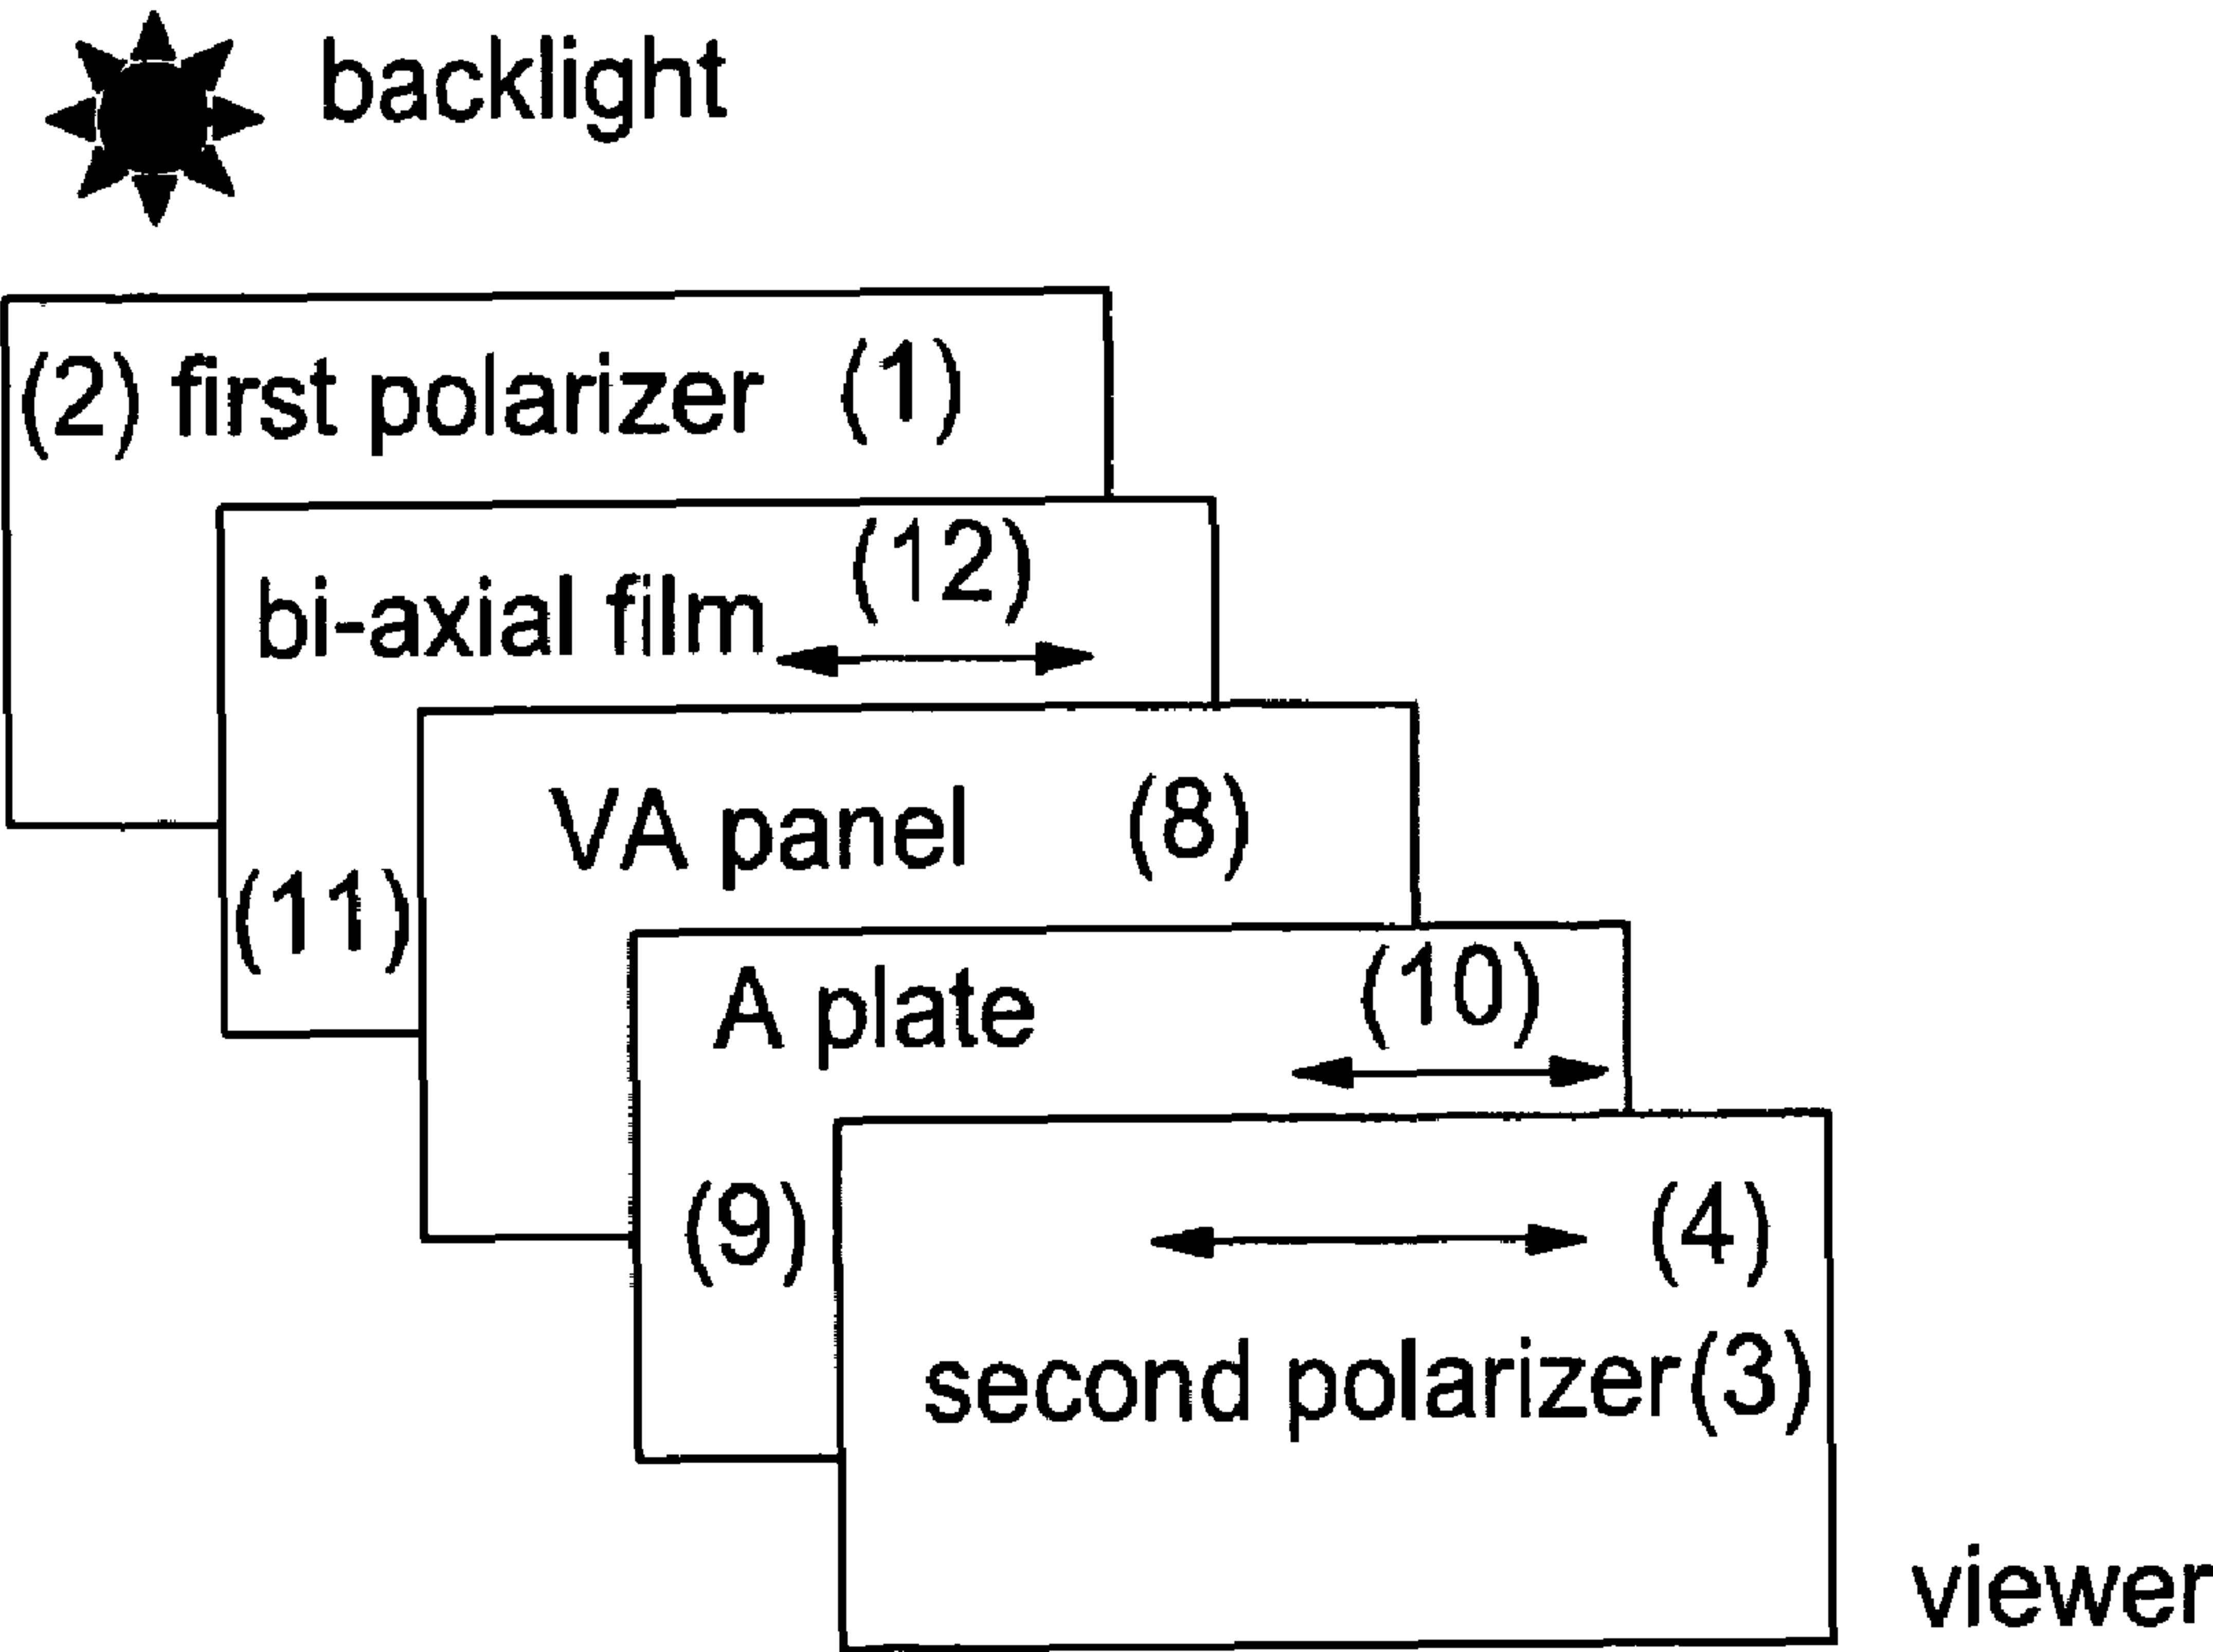 backlight
(2) first polarizer (1)
(12)
bi-axial film
VA panel (8)
(11)
A plate (10)
(9)
(4)
second polarizer(3)
viewer